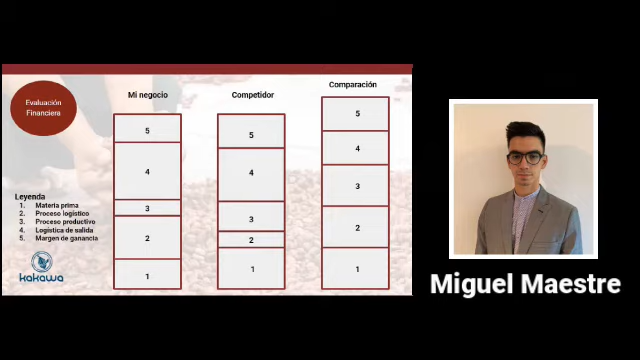 Evaluación
Financiera
Mi negocio
Competidor
Comparación
5
4
3
2
1
5
4
3
2
1
5
4
3
2
1
Leyenda
1. Materia prima
2. Proceso logístico
3. Proceso productivo
4. Logística de salida
5. Margen de ganancia
kakawa
Miguel Maestre